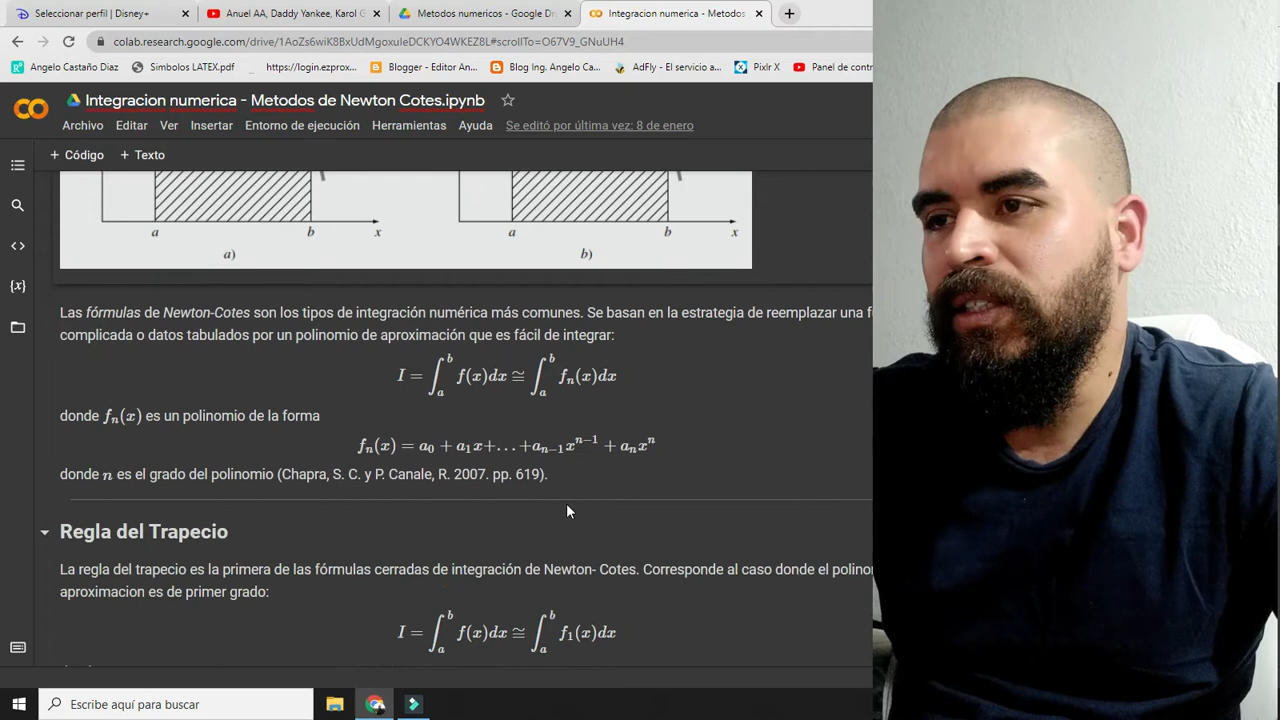 Seleccionar perfil | Disney+
Anuel AA, Daddy Yankee, Karol G
Metodos numericos - Google Dri
Integracion numerica - Metodos
colab.research.google.com/drive/1AoZs6wiK8BxUdMgoxuleDCKYO4WKEZ8L#scrollTo=O67V9_GNuUH4
Angelo Castaño Diaz
Simbolos LATEX.pdf
https://login.ezprox...
Blogger - Editor An...
Blog Ing. Angelo Ca...
AdFly - El servicio a...
Pixlr X
Panel de contr
Integracion numerica - Metodos de Newton Cotes.ipynb
Archivo Editar Ver Insertar Entorno de ejecución Herramientas Ayuda Se editó por última vez: 8 de enero
+ Código + Texto
a b x a b x
a) b)
Las fórmulas de Newton-Cotes son los tipos de integración numérica más comunes. Se basan en la estrategia de reemplazar una f
complicada o datos tabulados por un polinomio de aproximación que es fácil de integrar:
I = ∫_a^b f(x)dx ≅ ∫_a^b f_n(x)dx
donde f_n(x) es un polinomio de la forma
f_n(x) = a_0 + a_1x+...+a_{n−1}x^{n−1} + a_nx^n
donde n es el grado del polinomio (Chapra, S. C. y P. Canale, R. 2007. pp. 619).
Regla del Trapecio
La regla del trapecio es la primera de las fórmulas cerradas de integración de Newton- Cotes. Corresponde al caso donde el polinon
aproximacion es de primer grado:
I = ∫_a^b f(x)dx ≅ ∫_a^b f_1(x)dx
Escribe aquí para buscar